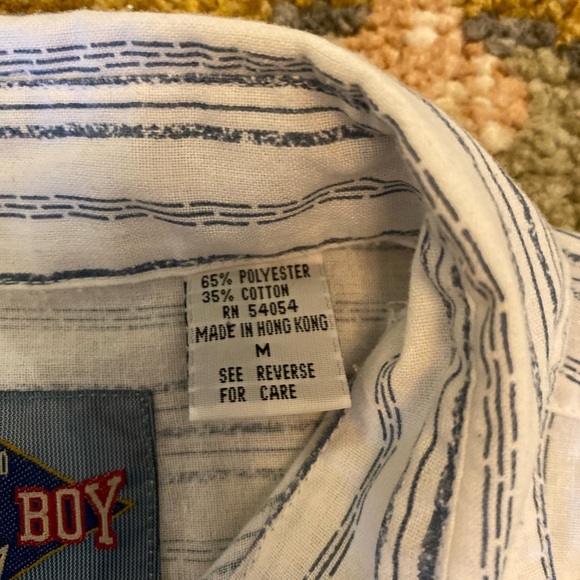 65% POLYESTER
35% COTTON
RN 54054
MADE IN HONG KONG
M
SEE REVERSE
FOR CARE
BOY